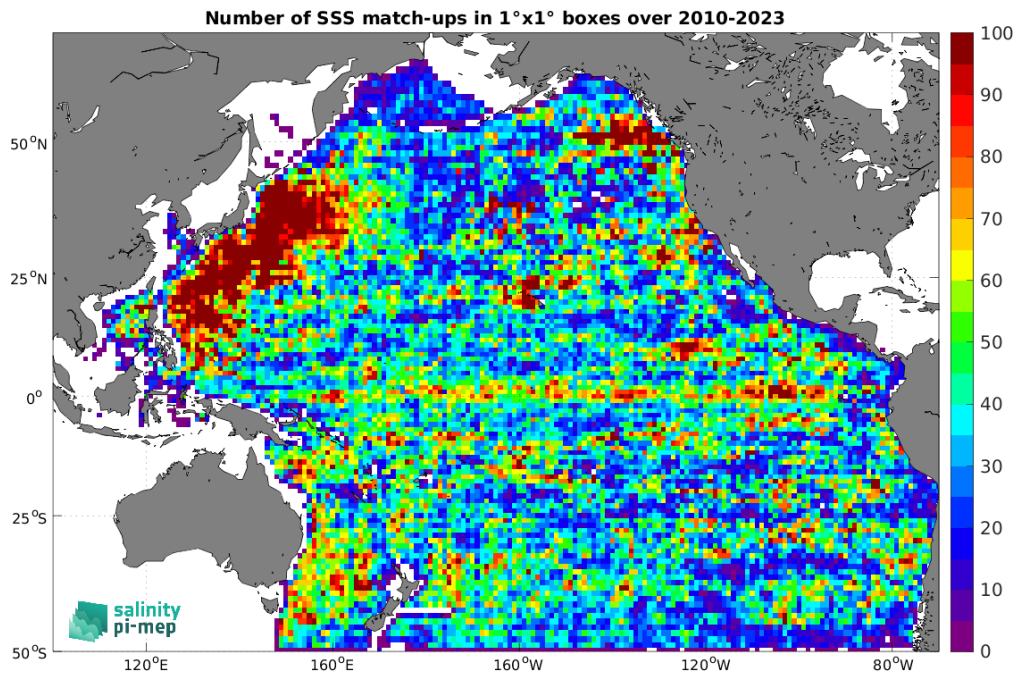 Number of SSS match-ups in 1°x1° boxes over 2010-2023
100
90
80
70
60
50
40
30
20
10
0
50°N
25°N
0°
25°S
50°S
120°E
160°E
160°W
120°W
80°W
salinity
pi-mep